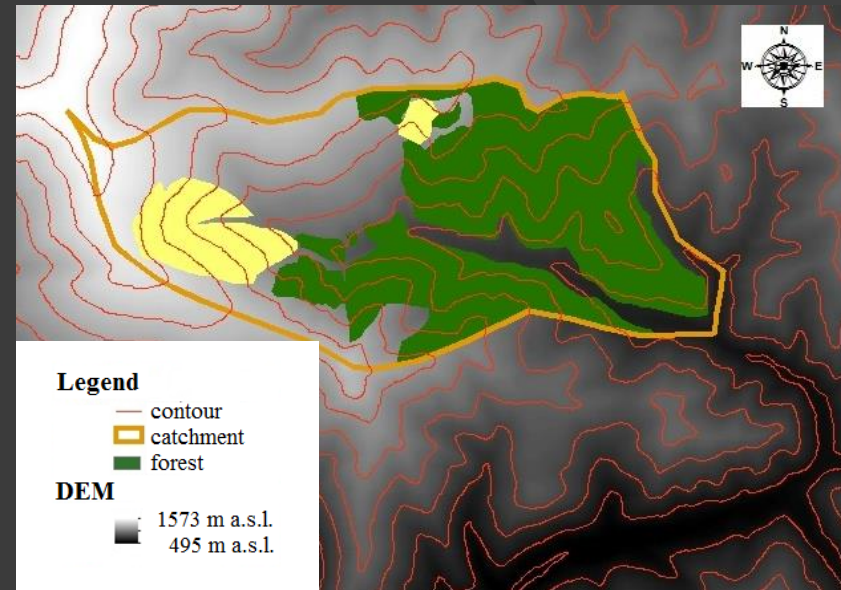 N
W E
S
Legend
contour
catchment
forest
DEM
1573 m a.s.l.
495 m a.s.l.